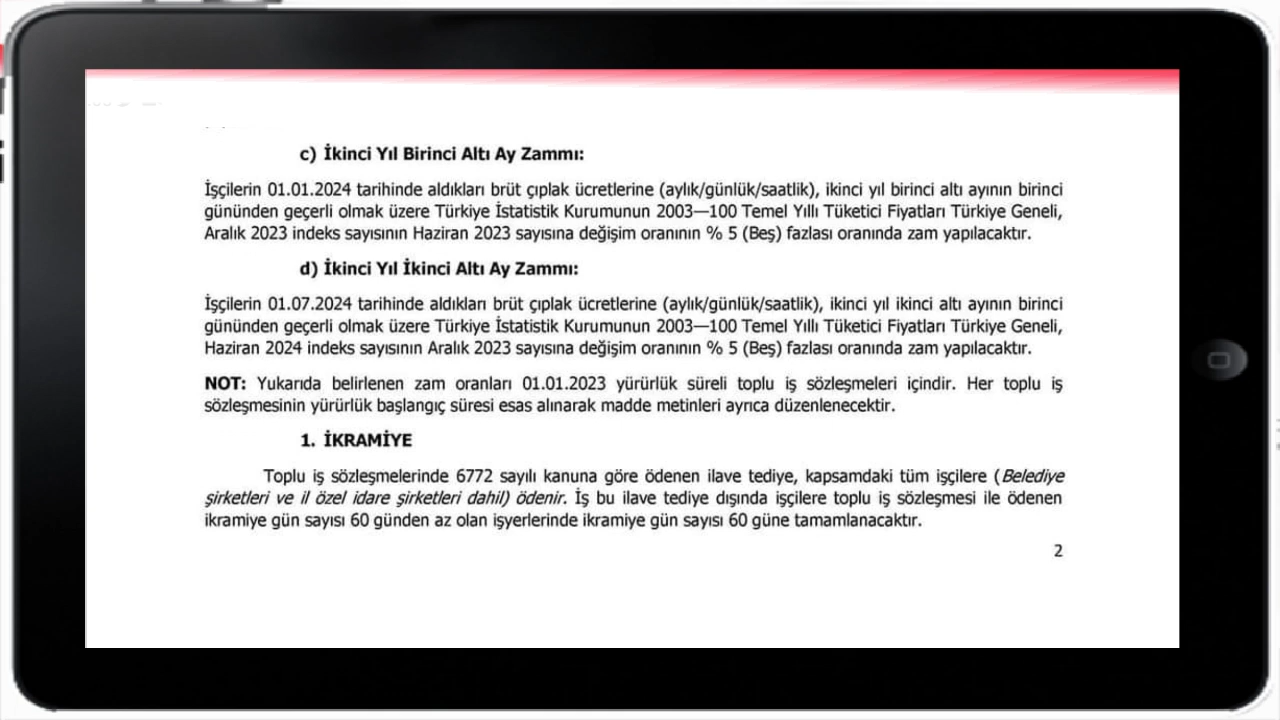 c) İkinci Yıl Birinci Altı Ay Zammı:
İşçilerin 01.01.2024 tarihinde aldıkları brüt çıplak ücretlerine (aylık/günlük/saatlik), ikinci yıl birinci altı ayının birinci
gününden geçerli olmak üzere Türkiye İstatistik Kurumunun 2003—100 Temel Yıllı Tüketici Fiyatları Türkiye Geneli,
Aralık 2023 indeks sayısının Haziran 2023 sayısına değişim oranının % 5 (Beş) fazlası oranında zam yapılacaktır.
d) İkinci Yıl İkinci Altı Ay Zammı:
İşçilerin 01.07.2024 tarihinde aldıkları brüt çıplak ücretlerine (aylık/günlük/saatlik), ikinci yıl ikinci altı ayının birinci
gününden geçerli olmak üzere Türkiye İstatistik Kurumunun 2003—100 Temel Yıllı Tüketici Fiyatları Türkiye Geneli,
Haziran 2024 indeks sayısının Aralık 2023 sayısına değişim oranının % 5 (Beş) fazlası oranında zam yapılacaktır.
NOT: Yukarıda belirlenen zam oranları 01.01.2023 yürürlük süreli toplu iş sözleşmeleri içindir. Her toplu iş
sözleşmesinin yürürlük başlangıç süresi esas alınarak madde metinleri ayrıca düzenlenecektir.
1. İKRAMİYE
Toplu iş sözleşmelerinde 6772 sayılı kanuna göre ödenen ilave tediye, kapsamdaki tüm işçilere (Belediye
şirketleri ve il özel idare şirketleri dahil) ödenir. İş bu ilave tediye dışında işçilere toplu iş sözleşmesi ile ödenen
ikramiye gün sayısı 60 günden az olan işyerlerinde ikramiye gün sayısı 60 güne tamamlanacaktır.
2